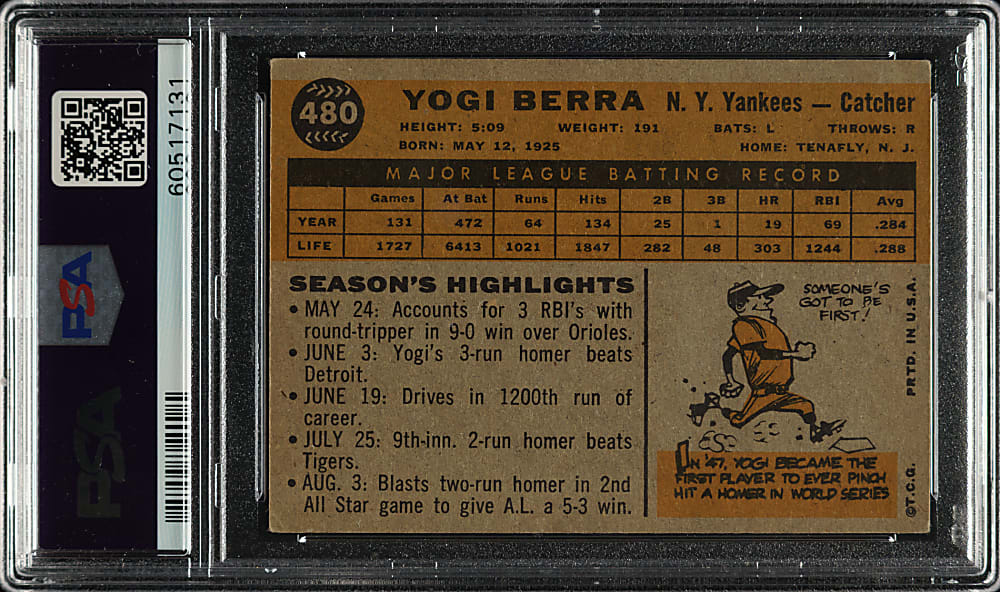 60517131
PSA
PSA
480
YOGI BERRA N. Y. Yankees — Catcher
HEIGHT: 5:09 WEIGHT: 191 BATS: L THROWS: R
BORN: MAY 12, 1925 HOME: TENAFLY, N. J.
MAJOR LEAGUE BATTING RECORD
Games At Bat Runs Hits 2B 3B HR RBI Avg
YEAR 131 472 64 134 25 1 19 69 .284
LIFE 1727 6413 1021 1847 282 48 303 1244 .288
SEASON'S HIGHLIGHTS
• MAY 24: Accounts for 3 RBI's with
round-tripper in 9-0 win over Orioles.
• JUNE 3: Yogi's 3-run homer beats
Detroit.
• JUNE 19: Drives in 1200th run of
career.
• JULY 25: 9th-inn. 2-run homer beats
Tigers.
• AUG. 3: Blasts two-run homer in 2nd
All Star game to give A.L. a 5-3 win.
SOMEONE'S
GOT TO BE
FIRST!
IN '47, YOGI BECAME THE
FIRST PLAYER TO EVER PINCH
HIT A HOMER IN WORLD SERIES
PRTD. IN U.S.A.
©T.C.G.